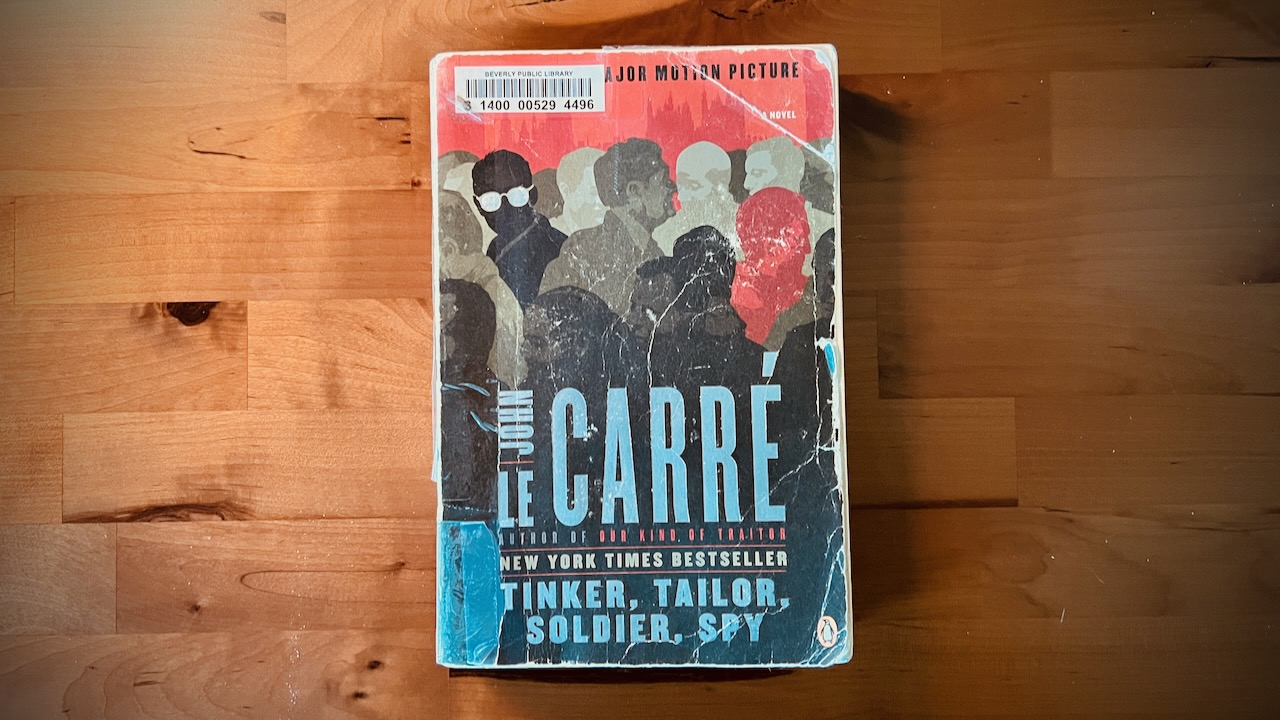 BEVERLY PUBLIC LIBRARY
3 1400 00529 4496
AJOR MOTION PICTURE
A NOVEL
JOHN
LE CARRÉ
AUTHOR OF OUR KIND OF TRAITOR
NEW YORK TIMES BESTSELLER
TINKER, TAILOR,
SOLDIER, SPY